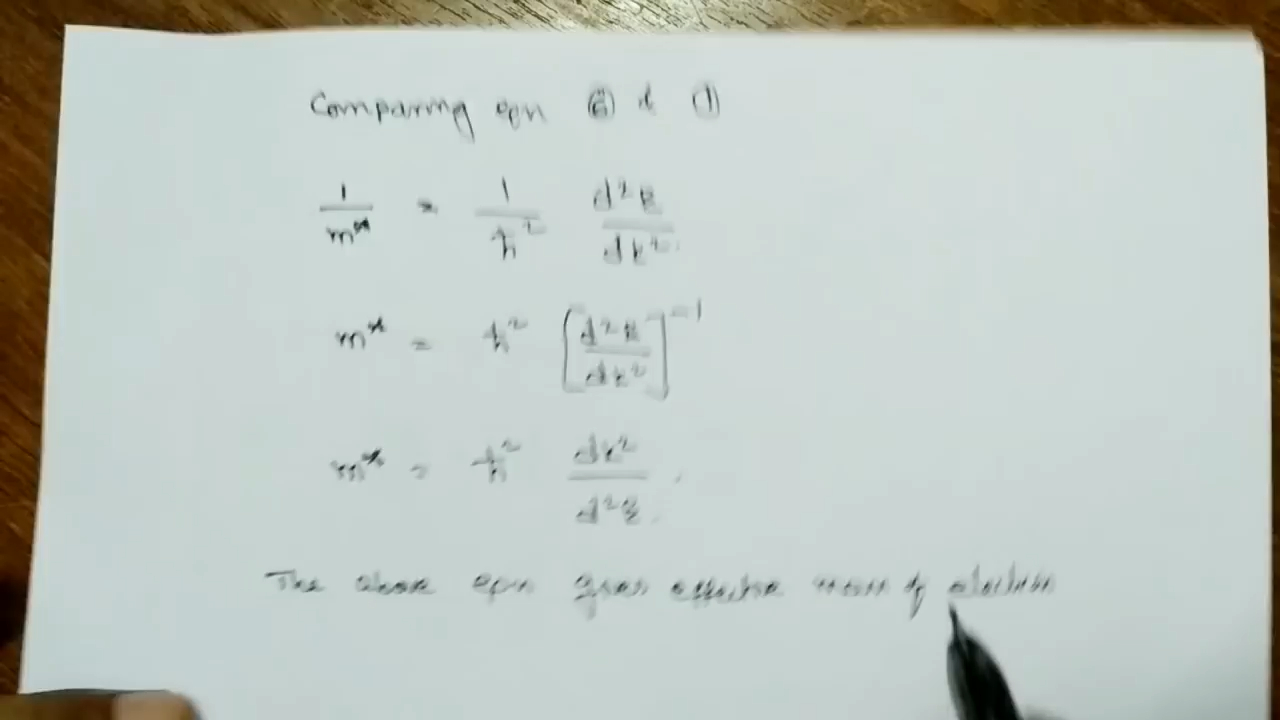 Comparing eqn ⑥ & ①
1/m* = 1/ħ² d²E/dk²
m* = ħ² [d²E/dk²]⁻¹
m* = ħ² dk²/d²E .
The above eqn gives effective mass of electron